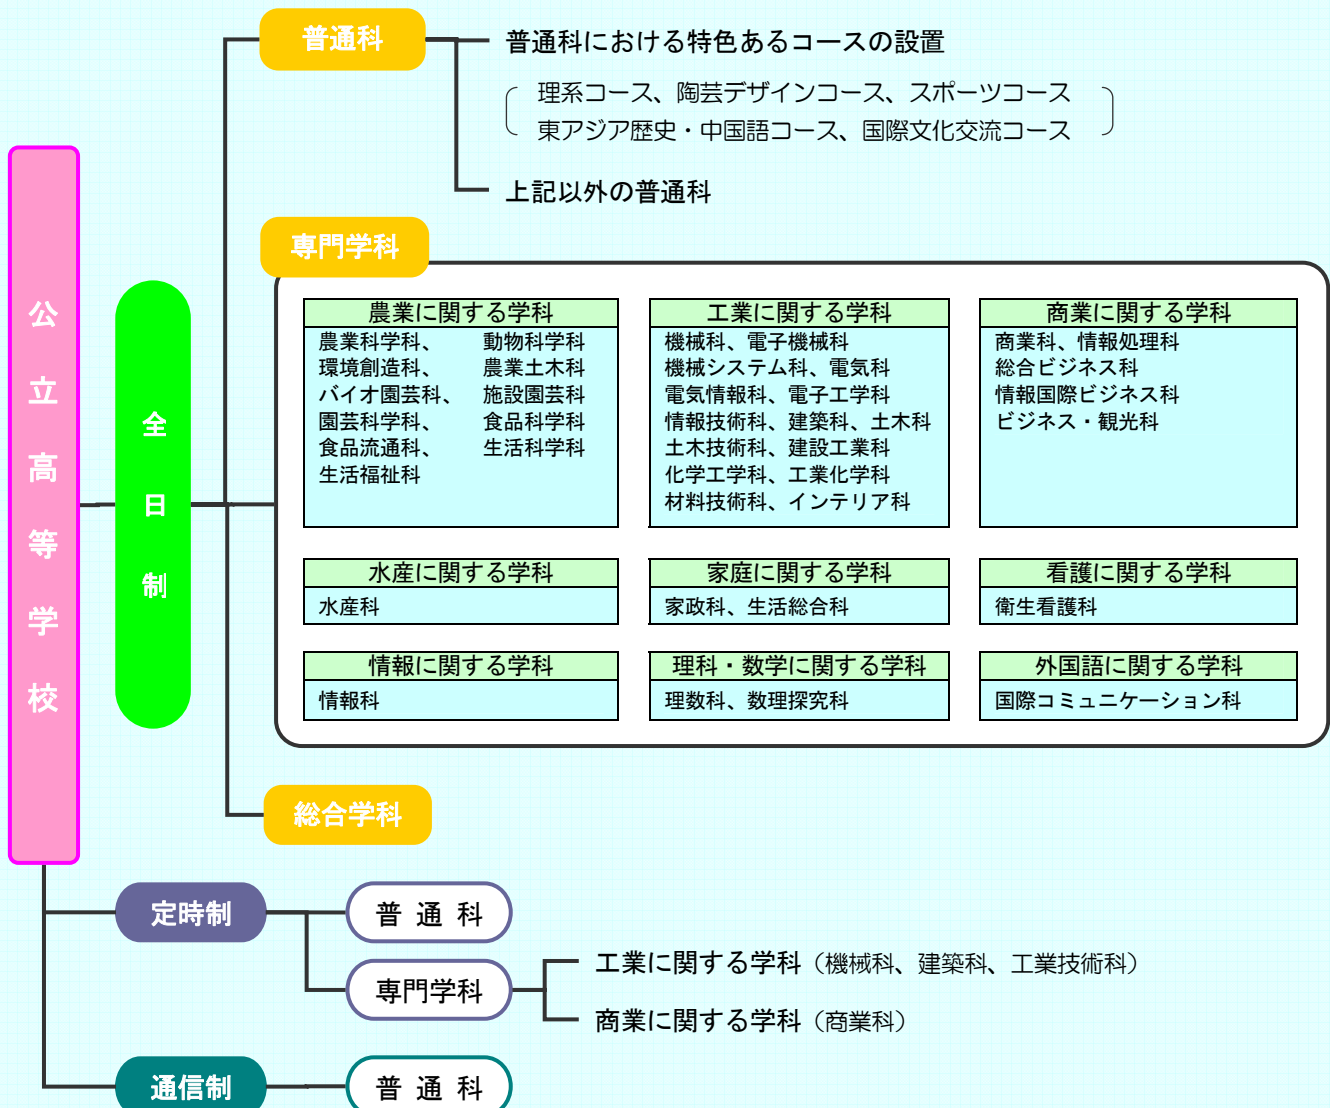 公立高等学校
全日制
普通科
普通科における特色あるコースの設置
理系コース、陶芸デザインコース、スポーツコース
東アジア歴史・中国語コース、国際文化交流コース
上記以外の普通科
専門学科
農業に関する学科
農業科学科、 動物科学科
環境創造科、 農業土木科
バイオ園芸科、 施設園芸科
園芸科学科、 食品科学科
食品流通科、 生活科学科
生活福祉科
工業に関する学科
機械科、電子機械科
機械システム科、電気科
電気情報科、電子工学科
情報技術科、建築科、土木科
土木技術科、建設工業科
化学工学科、工業化学科
材料技術科、インテリア科
商業に関する学科
商業科、情報処理科
総合ビジネス科
情報国際ビジネス科
ビジネス・観光科
水産に関する学科
水産科
家庭に関する学科
家政科、生活総合科
看護に関する学科
衛生看護科
情報に関する学科
情報科
理科・数学に関する学科
理数科、数理探究科
外国語に関する学科
国際コミュニケーション科
総合学科
定時制
普通科
専門学科
工業に関する学科（機械科、建築科、工業技術科）
商業に関する学科（商業科）
通信制
普通科